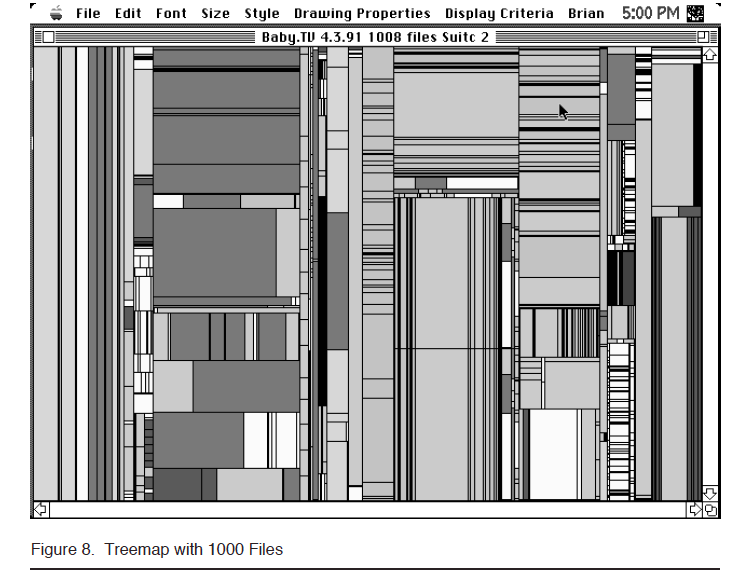 File Edit Font Size Style Drawing Properties Display Criteria Brian 5:00 PM
Baby.TV 4.3.91 1008 files Suite 2
Figure 8. Treemap with 1000 Files